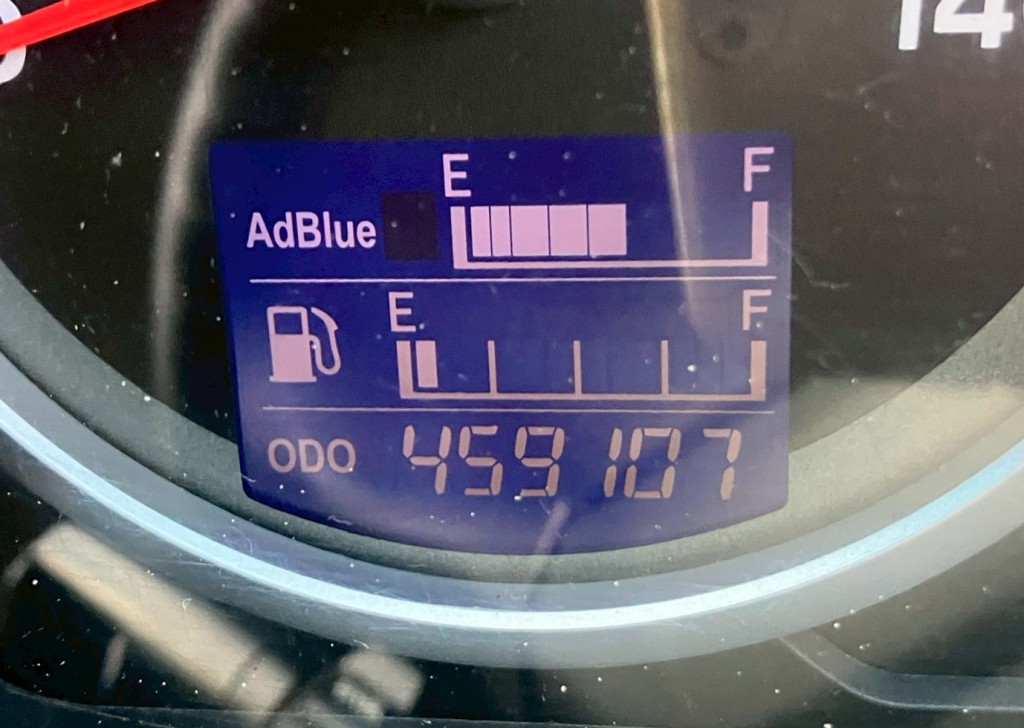 14
E F
AdBlue
E F
ODO 459107